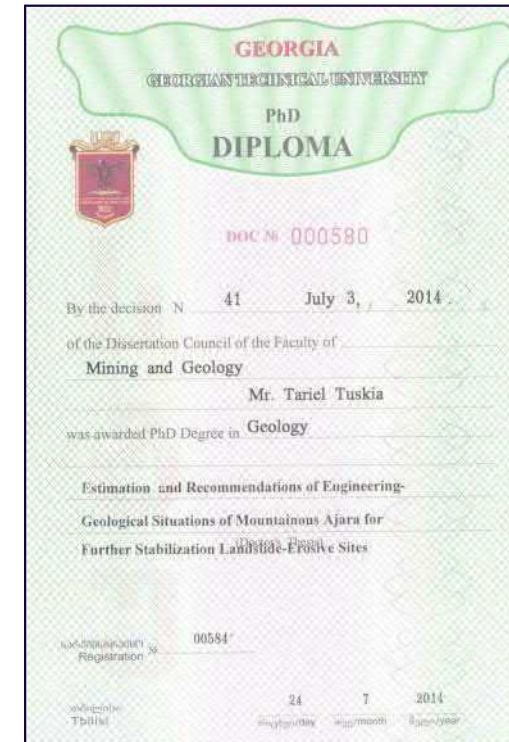 GEORGIA
GEORGIAN TECHNICAL UNIVERSITY
PhD
DIPLOMA
DOC № 000580
By the decision N 41 July 3, 2014.
of the Dissertation Council of the Faculty of
Mining and Geology
Mr. Tariel Tuskia
was awarded PhD Degree in Geology
Estimation and Recommendations of Engineering-
Geological Situations of Mountainous Ajara for
Further Stabilization Landslide-Erosive Sites
Registration № 00584
24 7 2014
Tbilisi day month year